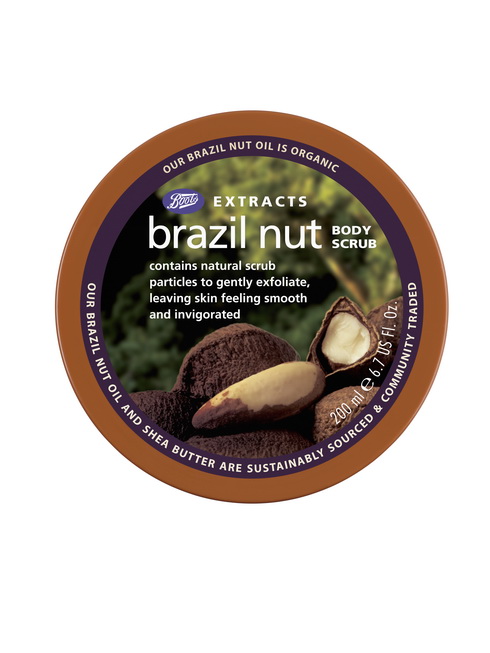 OUR BRAZIL NUT OIL IS ORGANIC
Boots EXTRACTS
brazil nut BODY SCRUB
contains natural scrub
particles to gently exfoliate,
leaving skin feeling smooth
and invigorated
200 ml ℮ 6.7 US Fl. Oz.
OUR BRAZIL NUT OIL AND SHEA BUTTER ARE SUSTAINABLY SOURCED & COMMUNITY TRADED